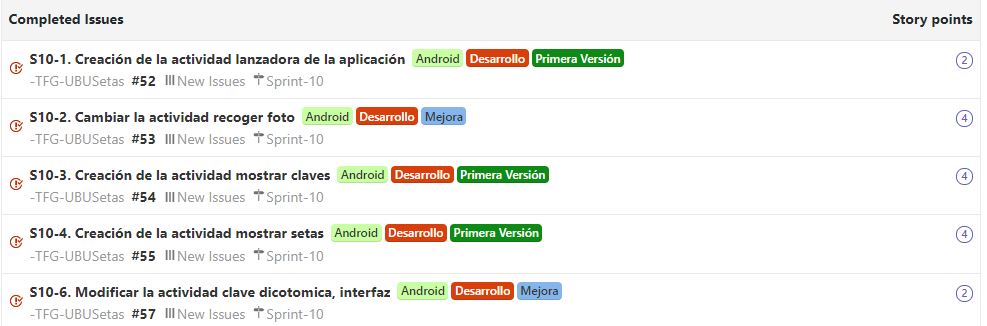 Completed Issues Story points
S10-1. Creación de la actividad lanzadora de la aplicación Android Desarrollo Primera Versión 2
-TFG-UBUSetas #52 New Issues Sprint-10
S10-2. Cambiar la actividad recoger foto Android Desarrollo Mejora 4
-TFG-UBUSetas #53 New Issues Sprint-10
S10-3. Creación de la actividad mostrar claves Android Desarrollo Primera Versión 4
-TFG-UBUSetas #54 New Issues Sprint-10
S10-4. Creación de la actividad mostrar setas Android Desarrollo Primera Versión 4
-TFG-UBUSetas #55 New Issues Sprint-10
S10-6. Modificar la actividad clave dicotomica, interfaz Android Desarrollo Mejora 2
-TFG-UBUSetas #57 New Issues Sprint-10